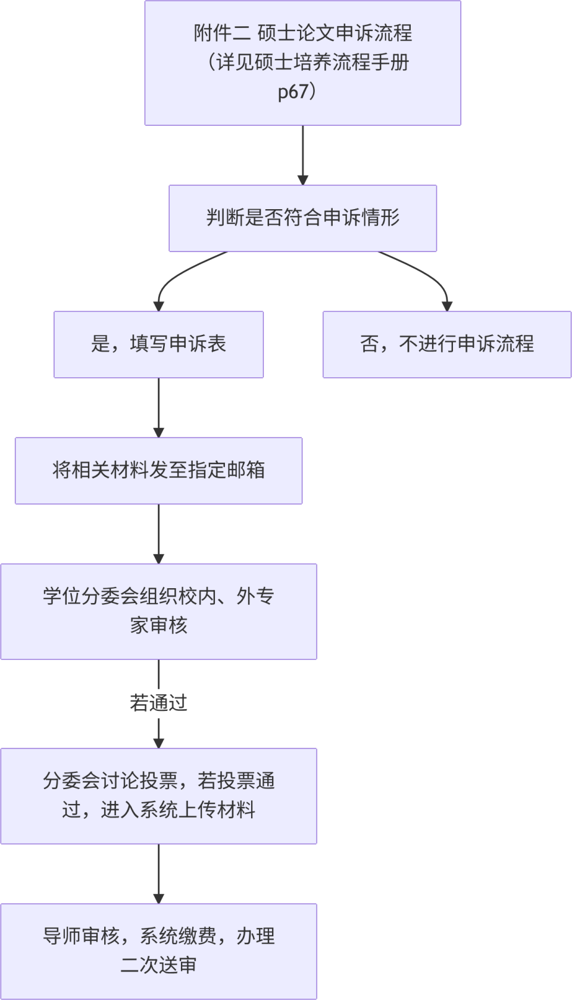 附件二 硕士论文申诉流程
（详见硕士培养流程手册
p67）
判断是否符合申诉情形
是，填写申诉表
否，不进行申诉流程
将相关材料发至指定邮箱
学位分委会组织校内、外专
家审核
若通过
分委会讨论投票，若投票通
过，进入系统上传材料
导师审核，系统缴费，办理
二次送审